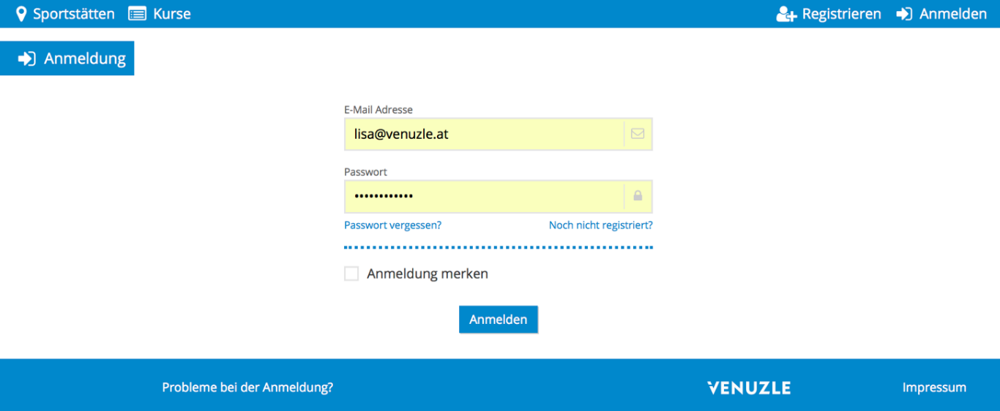 Sportstätten Kurse Registrieren Anmelden
Anmeldung
E-Mail Adresse
lisa@venuzle.at
Passwort
••••••••••••
Passwort vergessen? Noch nicht registriert?
Anmeldung merken
Anmelden
Probleme bei der Anmeldung? VENUZLE Impressum